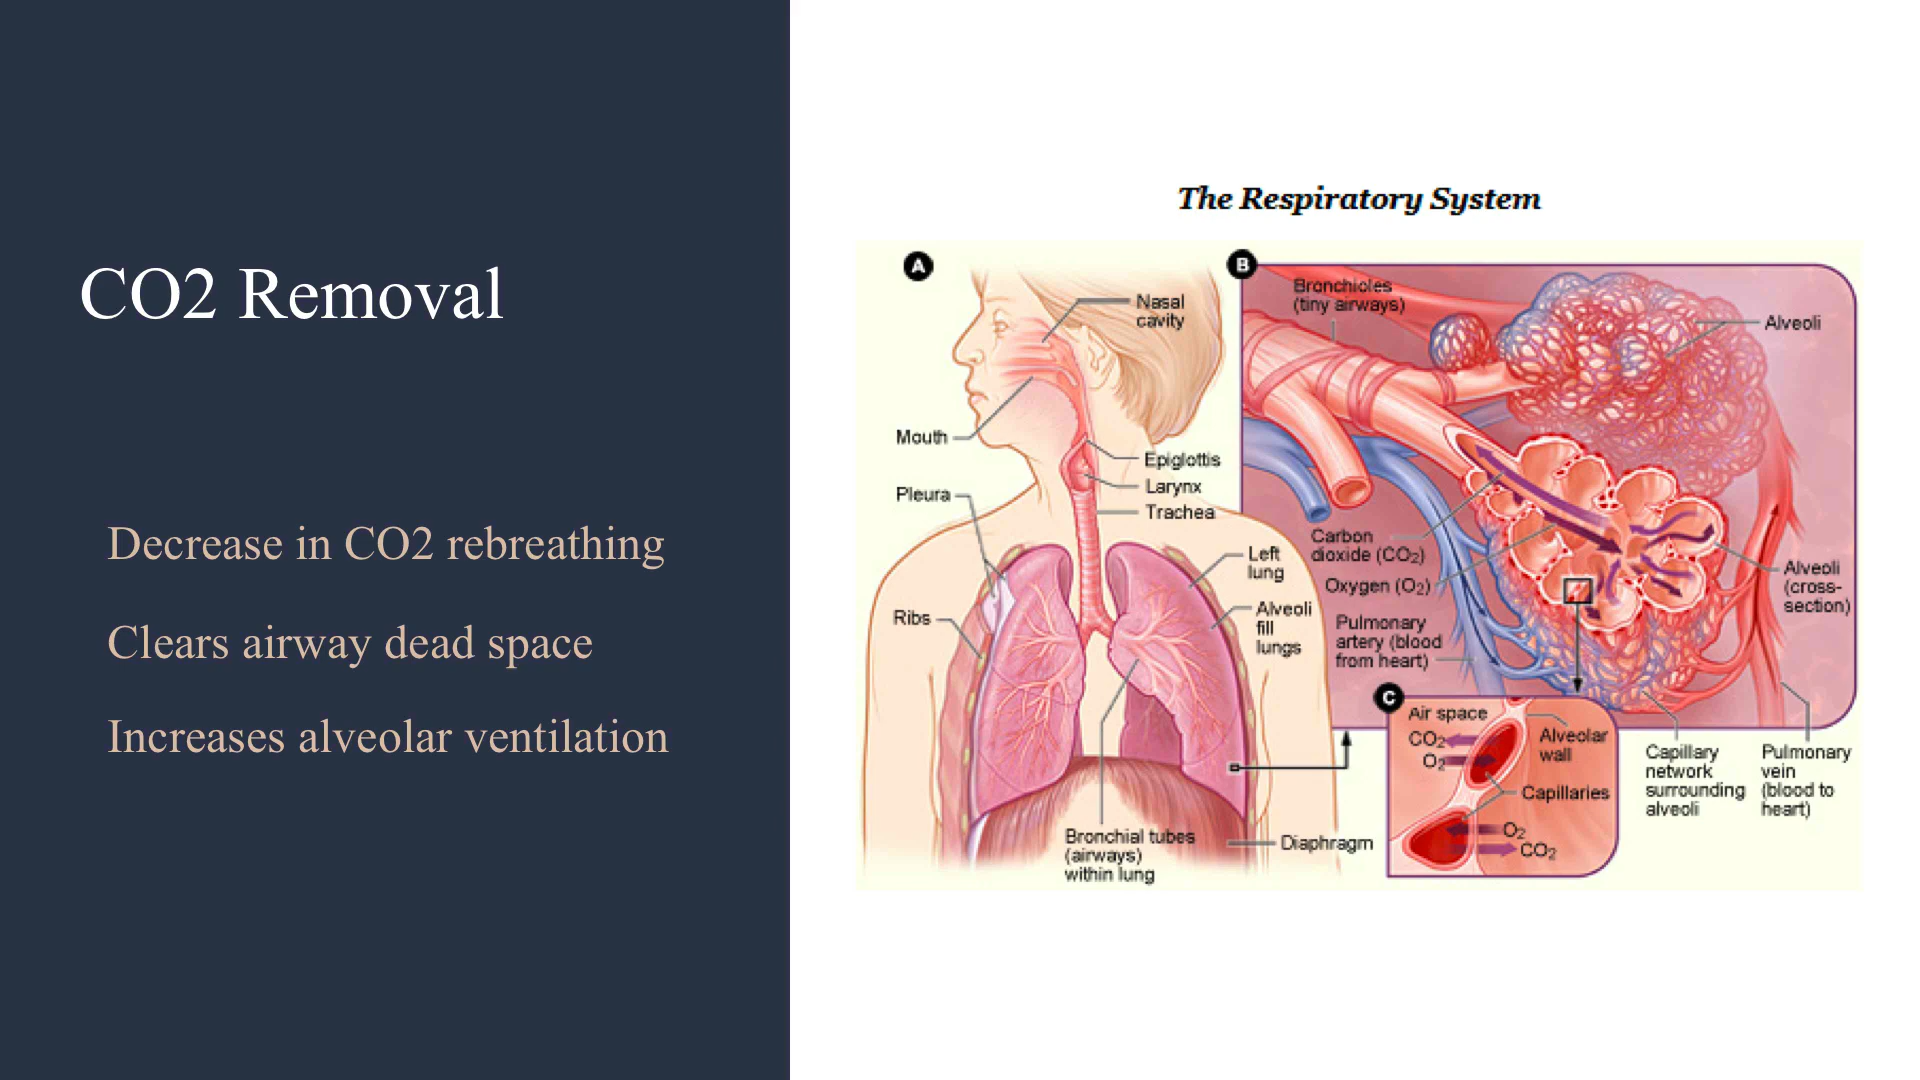 CO2 Removal
Decrease in CO2 rebreathing
Clears airway dead space
Increases alveolar ventilation
The Respiratory System
A
Nasal
cavity
Mouth
Epiglottis
Larynx
Trachea
Pleura
Left
lung
Ribs
Alveoli
fill
lungs
Bronchial tubes
(airways)
within lung
Diaphragm
B
Bronchioles
(tiny airways)
Alveoli
Carbon
dioxide (CO2)
Oxygen (O2)
Pulmonary
artery (blood
from heart)
Alveoli
(cross-
section)
Capillary
network
surrounding
alveoli
Pulmonary
vein
(blood to
heart)
C
Air space
CO2
O2
Alveolar
wall
Capillaries
O2
CO2